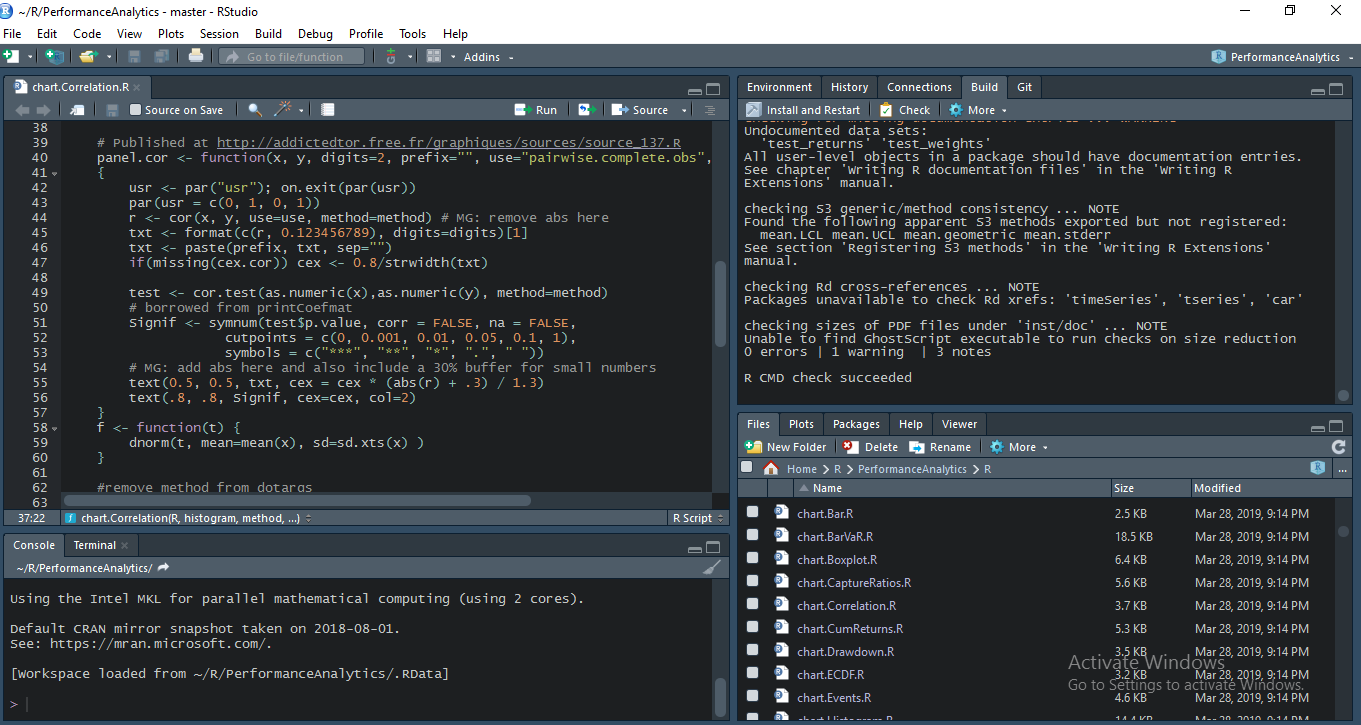 ~/R/PerformanceAnalytics - master - RStudio
File Edit Code View Plots Session Build Debug Profile Tools Help
Go to file/function Addins PerformanceAnalytics
chart.Correlation.R
Source on Save Run Source
38
39 # Published at http://addictedtor.free.fr/graphiques/sources/source_137.R
40 panel.cor <- function(x, y, digits=2, prefix="", use="pairwise.complete.obs",
41 {
42 usr <- par("usr"); on.exit(par(usr))
43 par(usr = c(0, 1, 0, 1))
44 r <- cor(x, y, use=use, method=method) # MG: remove abs here
45 txt <- format(c(r, 0.123456789), digits=digits)[1]
46 txt <- paste(prefix, txt, sep="")
47 if(missing(cex.cor)) cex <- 0.8/strwidth(txt)
48
49 test <- cor.test(as.numeric(x),as.numeric(y), method=method)
50 # borrowed from printCoefmat
51 Signif <- symnum(test$p.value, corr = FALSE, na = FALSE,
52 cutpoints = c(0, 0.001, 0.01, 0.05, 0.1, 1),
53 symbols = c("***", "**", "*", ".", " "))
54 # MG: add abs here and also include a 30% buffer for small numbers
55 text(0.5, 0.5, txt, cex = cex * (abs(r) + .3) / 1.3)
56 text(.8, .8, Signif, cex=cex, col=2)
57 }
58 f <- function(t) {
59 dnorm(t, mean=mean(x), sd=sd.xts(x) )
60 }
61
62 #remove method from dotargs
63
37:22 chart.Correlation(R, histogram, method, ...) R Script
Console Terminal
~/R/PerformanceAnalytics/
Using the Intel MKL for parallel mathematical computing (using 2 cores).
Default CRAN mirror snapshot taken on 2018-08-01.
See: https://mran.microsoft.com/.
[Workspace loaded from ~/R/PerformanceAnalytics/.RData]
>
Environment History Connections Build Git
Install and Restart Check More
Undocumented data sets:
'test_returns' 'test_weights'
All user-level objects in a package should have documentation entries.
See chapter 'Writing R documentation files' in the 'Writing R
Extensions' manual.
checking S3 generic/method consistency ... NOTE
Found the following apparent S3 methods exported but not registered:
mean.LCL mean.UCL mean.geometric mean.stderr
See section 'Registering S3 methods' in the 'Writing R Extensions'
manual.
checking Rd cross-references ... NOTE
Packages unavailable to check Rd xrefs: 'timeSeries', 'tseries', 'car'
checking sizes of PDF files under 'inst/doc' ... NOTE
Unable to find GhostScript executable to run checks on size reduction
0 errors | 1 warning | 3 notes
R CMD check succeeded
Files Plots Packages Help Viewer
New Folder Delete Rename More
Home > R > PerformanceAnalytics > R ...
Name Size Modified
chart.Bar.R 2.5 KB Mar 28, 2019, 9:14 PM
chart.BarVaR.R 18.5 KB Mar 28, 2019, 9:14 PM
chart.Boxplot.R 6.4 KB Mar 28, 2019, 9:14 PM
chart.CaptureRatios.R 5.6 KB Mar 28, 2019, 9:14 PM
chart.Correlation.R 3.7 KB Mar 28, 2019, 9:14 PM
chart.CumReturns.R 5.3 KB Mar 28, 2019, 9:14 PM
chart.Drawdown.R 3.5 KB Mar 28, 2019, 9:14 PM
chart.ECDF.R 3.2 KB Mar 28, 2019, 9:14 PM
chart.Events.R 4.6 KB Mar 28, 2019, 9:14 PM
Activate Windows
Go to Settings to activate Windows.